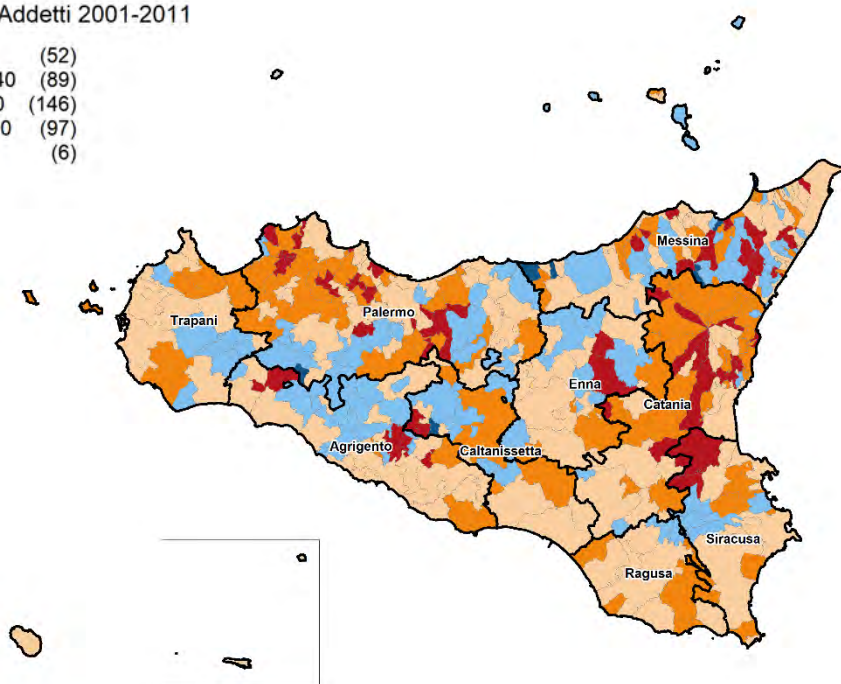 Addetti 2001-2011
(52)
40 (89)
0 (146)
0 (97)
(6)
Messina
Trapani
Palermo
Enna
Catania
Agrigento
Caltanissetta
Siracusa
Ragusa